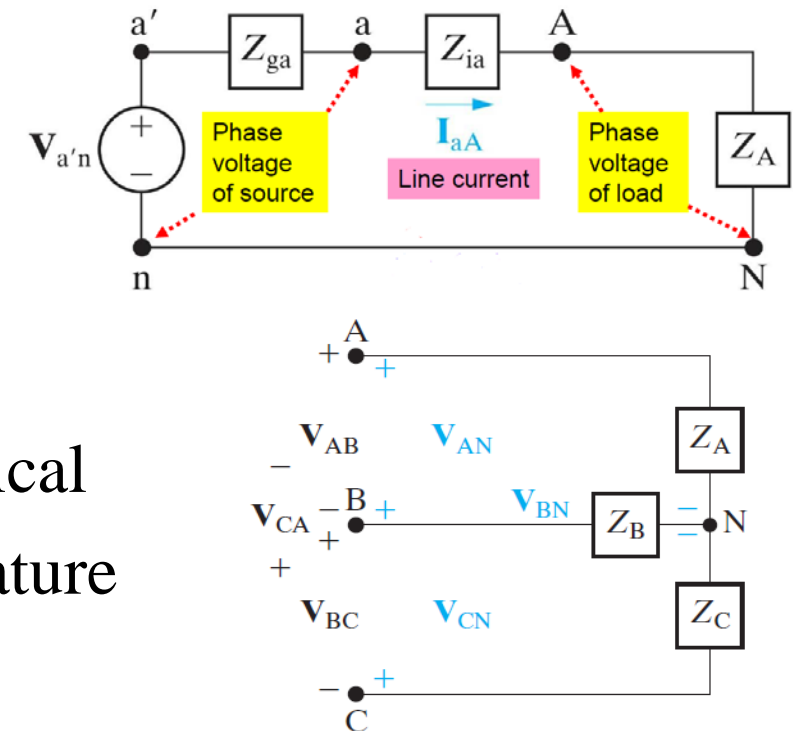 a′ a A
Z_ga Z_ia
+
Phase voltage of source
I_aA
Phase voltage of load
Z_A
V_a′n
Line current
−
n N
A
+ +
V_AB V_AN Z_A
−
− B + V_BN Z_B − N
V_CA + −
+
V_BC V_CN Z_C
− +
C
ical
ature